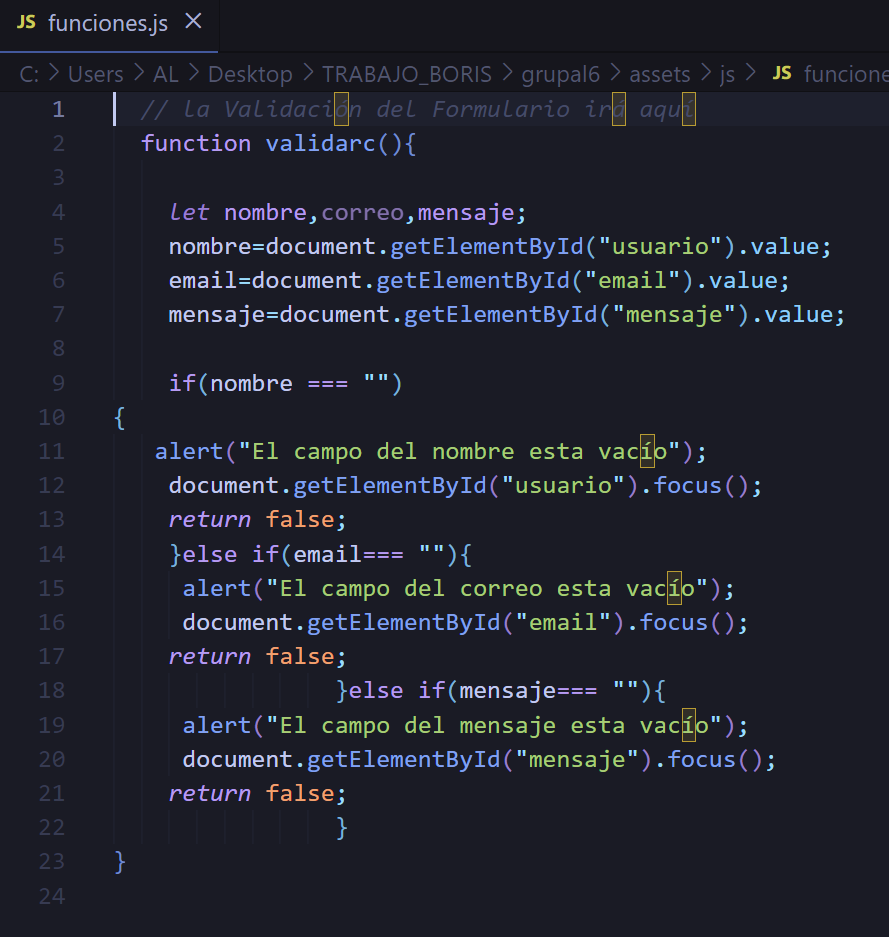 JS funciones.js ×
C: > Users > AL > Desktop > TRABAJO_BORIS > grupal6 > assets > js > JS funcione
1 // la Validación del Formulario irá aquí
2 function validarc(){
3
4 let nombre,correo,mensaje;
5 nombre=document.getElementById("usuario").value;
6 email=document.getElementById("email").value;
7 mensaje=document.getElementById("mensaje").value;
8
9 if(nombre === "")
10 {
11 alert("El campo del nombre esta vacío");
12 document.getElementById("usuario").focus();
13 return false;
14 }else if(email=== ""){
15 alert("El campo del correo esta vacío");
16 document.getElementById("email").focus();
17 return false;
18 }else if(mensaje=== ""){
19 alert("El campo del mensaje esta vacío");
20 document.getElementById("mensaje").focus();
21 return false;
22 }
23 }
24